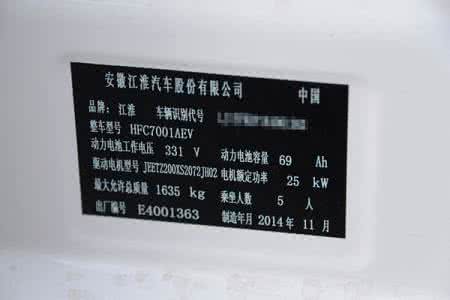 安徽江淮汽车股份有限公司 中国
品牌: 江淮 车辆识别代号
整车型号 HFC7001AEV
动力电池工作电压 331 V 动力电池容量 69 Ah
驱动电机型号 JEETZ200XS2072JH02 电机额定功率 25 kW
最大允许总质量 1635 kg 乘坐人数 5 人
出厂编号 E4001363 制造年月 2014 年 11 月